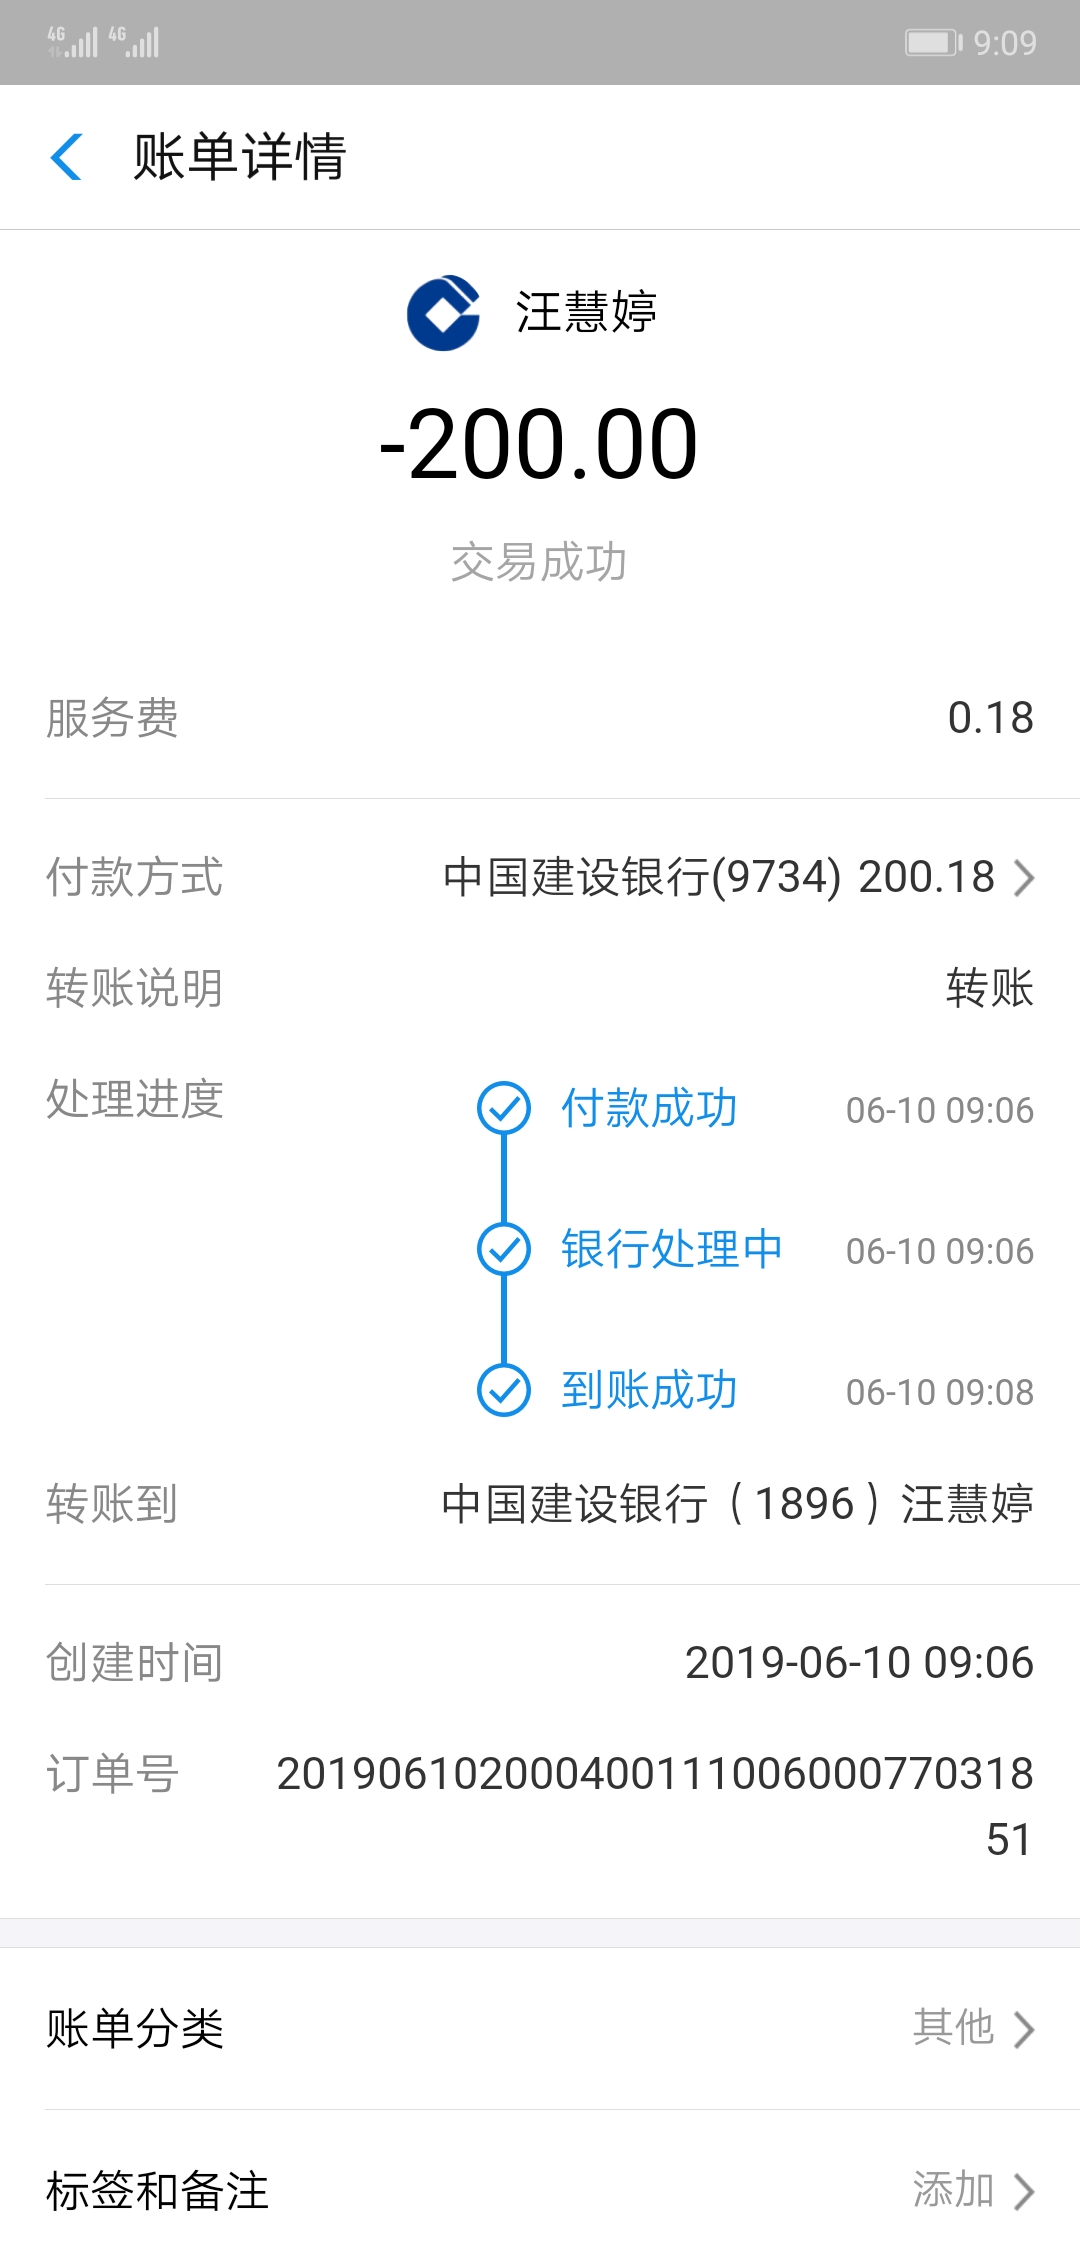 4G 4G 9:09
账单详情
汪慧婷
-200.00
交易成功
服务费 0.18
付款方式 中国建设银行(9734) 200.18
转账说明 转账
处理进度 付款成功 06-10 09:06
银行处理中 06-10 09:06
到账成功 06-10 09:08
转账到 中国建设银行（1896）汪慧婷
创建时间 2019-06-10 09:06
订单号 201906102000400111006000770318
51
账单分类 其他
标签和备注 添加